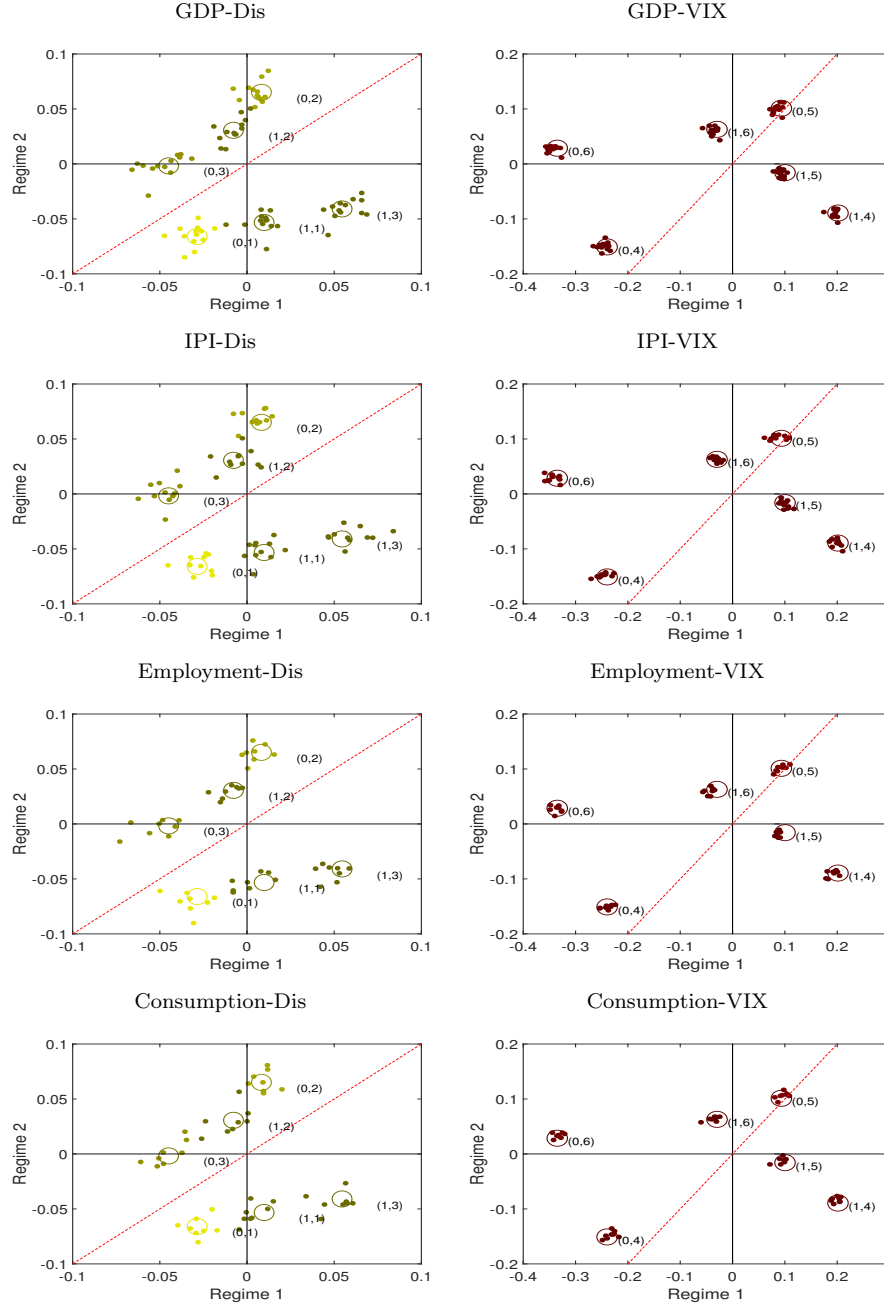 GDP-Dis
GDP-VIX
0.1
0.05
0
-0.05
-0.1
Regime 2
(0,2)
(1,2)
(0,3)
(0,1)
(1,1)
(1,3)
-0.1 -0.05 0 0.05 0.1
Regime 1
0.2
0.1
0
-0.1
-0.2
Regime 2
(0,5)
(1,6)
(0,6)
(1,5)
(1,4)
(0,4)
-0.4 -0.3 -0.2 -0.1 0 0.1 0.2
Regime 1
IPI-Dis
IPI-VIX
0.1
0.05
0
-0.05
-0.1
Regime 2
(0,2)
(1,2)
(0,3)
(0,1)
(1,1)
(1,3)
-0.1 -0.05 0 0.05 0.1
Regime 1
0.2
0.1
0
-0.1
-0.2
Regime 2
(0,5)
(1,6)
(0,6)
(1,5)
(1,4)
(0,4)
-0.4 -0.3 -0.2 -0.1 0 0.1 0.2
Regime 1
Employment-Dis
Employment-VIX
0.1
0.05
0
-0.05
-0.1
Regime 2
(0,2)
(1,2)
(0,3)
(0,1)
(1,1)
(1,3)
-0.1 -0.05 0 0.05 0.1
Regime 1
0.2
0.1
0
-0.1
-0.2
Regime 2
(0,5)
(1,6)
(0,6)
(1,5)
(1,4)
(0,4)
-0.4 -0.3 -0.2 -0.1 0 0.1 0.2
Regime 1
Consumption-Dis
Consumption-VIX
0.1
0.05
0
-0.05
-0.1
Regime 2
(0,2)
(1,2)
(0,3)
(0,1)
(1,1)
(1,3)
-0.1 -0.05 0 0.05 0.1
Regime 1
0.2
0.1
0
-0.1
-0.2
Regime 2
(0,5)
(1,6)
(0,6)
(1,5)
(1,4)
(0,4)
-0.4 -0.3 -0.2 -0.1 0 0.1 0.2
Regime 1